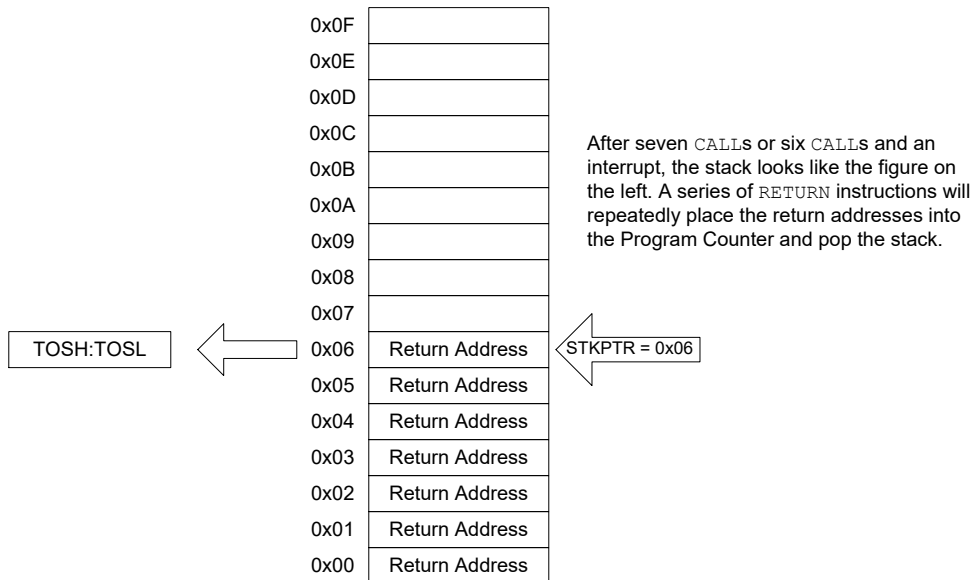 0x0F
0x0E
0x0D
0x0C
0x0B
0x0A
0x09
0x08
0x07
After seven CALLs or six CALLs and an
interrupt, the stack looks like the figure on
the left. A series of RETURN instructions will
repeatedly place the return addresses into
the Program Counter and pop the stack.
TOSH:TOSL
0x06 Return Address
STKPTR = 0x06
0x05 Return Address
0x04 Return Address
0x03 Return Address
0x02 Return Address
0x01 Return Address
0x00 Return Address